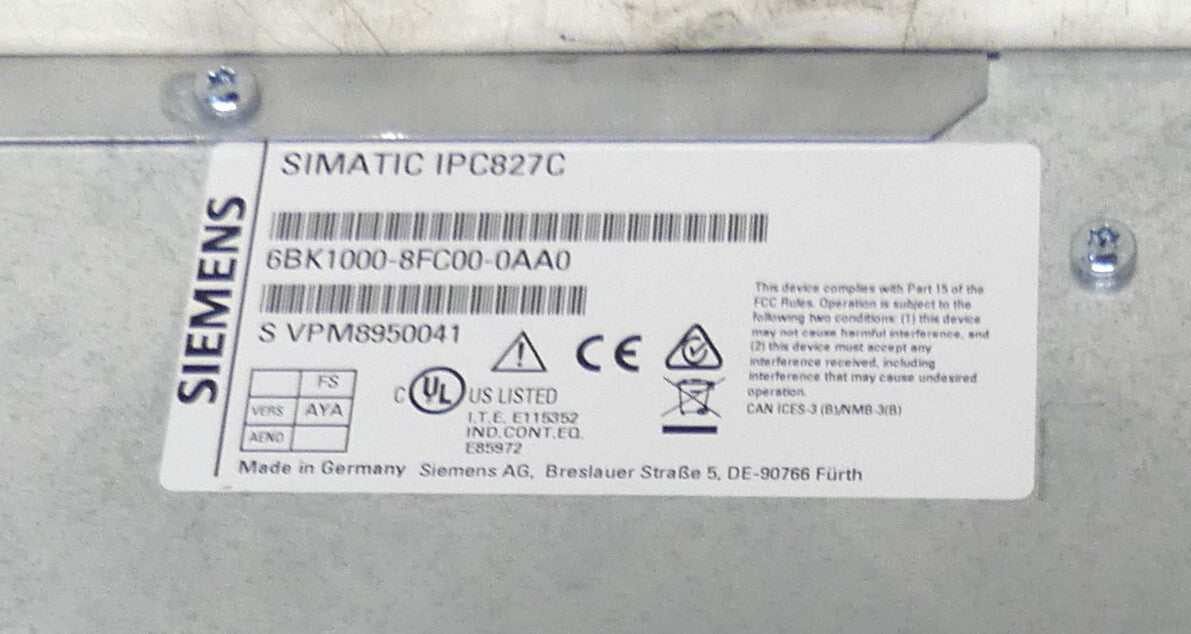 SIEMENS
SIMATIC IPC827C
6BK1000-8FC00-0AA0
S VPM8950041
FS
VERS AYA
AEND
C UL US LISTED
I.T.E. E115352
IND.CONT.EQ.
E85972
CE
This device complies with Part 15 of the
FCC Rules. Operation is subject to the
following two conditions: (1) this device
may not cause harmful interference, and
(2) this device must accept any
interference received, including
interference that may cause undesired
operation.
CAN ICES-3 (B)/NMB-3(B)
Made in Germany Siemens AG, Breslauer Straße 5, DE-90766 Fürth